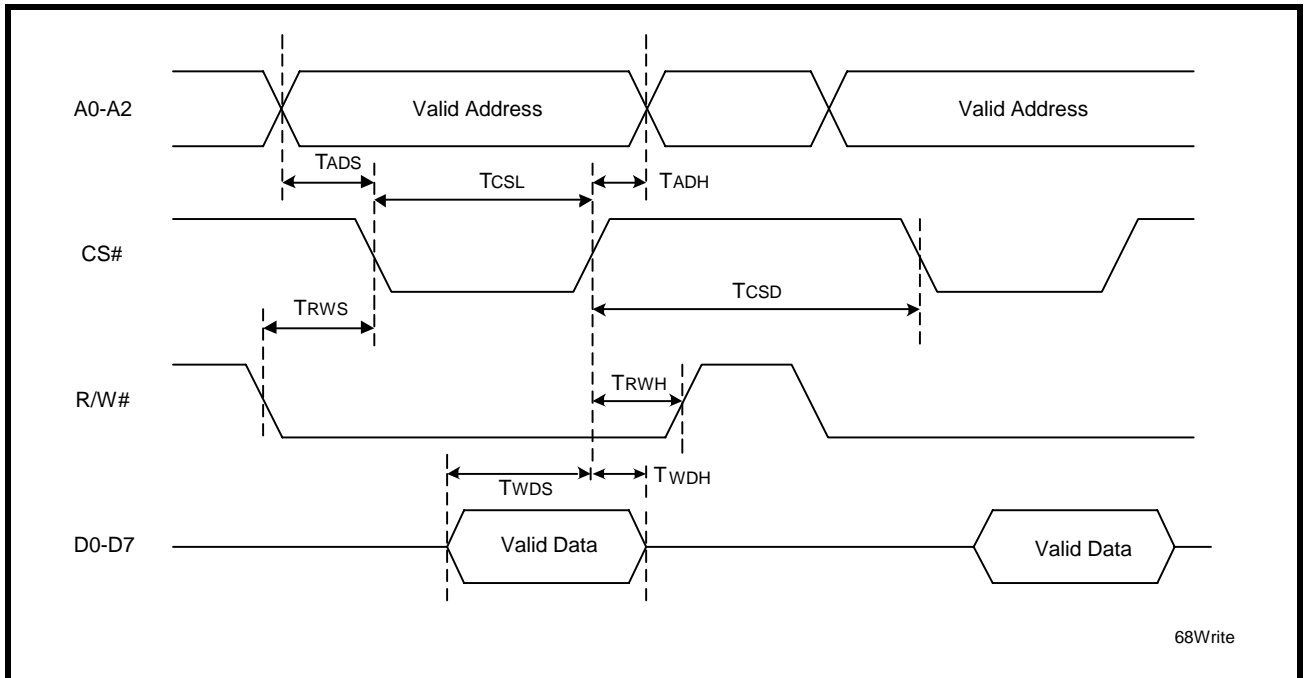 A0-A2
Valid Address
Valid Address
TADS
TCSL
TADH
CS#
TCSD
TRWS
R/W#
TRWH
TWDS
TWDH
D0-D7
Valid Data
Valid Data
68Write